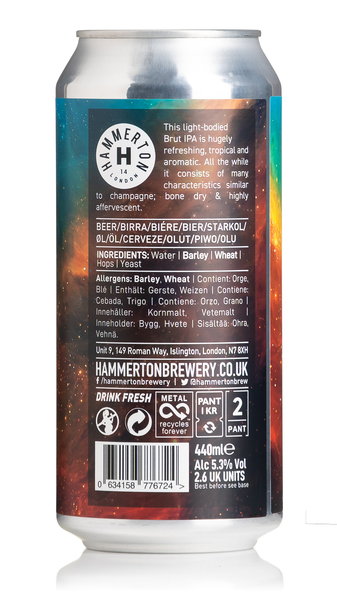 HAMMERTON
H
14
LONDON
This light-bodied
Brut IPA is hugely
refreshing, tropical and
aromatic. All the while
it consists of many
characteristics similar
to champagne; bone dry & highly
effervescent.
BEER/BIRRA/BIÉRE/BIER/STARKOL/
ØL/ÖL/CERVEZE/OLUT/PIWO/OLU
INGREDIENTS: Water | Barley | Wheat |
Hops | Yeast
Allergens: Barley, Wheat | Contient: Orge,
Blé | Enthält: Gerste, Weizen | Contiene:
Cebada, Trigo | Contiene: Orzo, Grano |
Innehåller: Kornmalt, Vetemalt |
Inneholder: Bygg, Hvete | Sisältää: Ohra,
Vehnä.
Unit 9, 149 Roman Way, Islington, London, N7 8XH
HAMMERTONBREWERY.CO.UK
f/hammertonbrewery | @hammertonbrew
DRINK FRESH
METAL
recycles
forever
PANT
1 KR
2
PANT
0 634158 776724 >
440ml e
Alc 5.3% Vol
2.6 UK UNITS
Best before see base